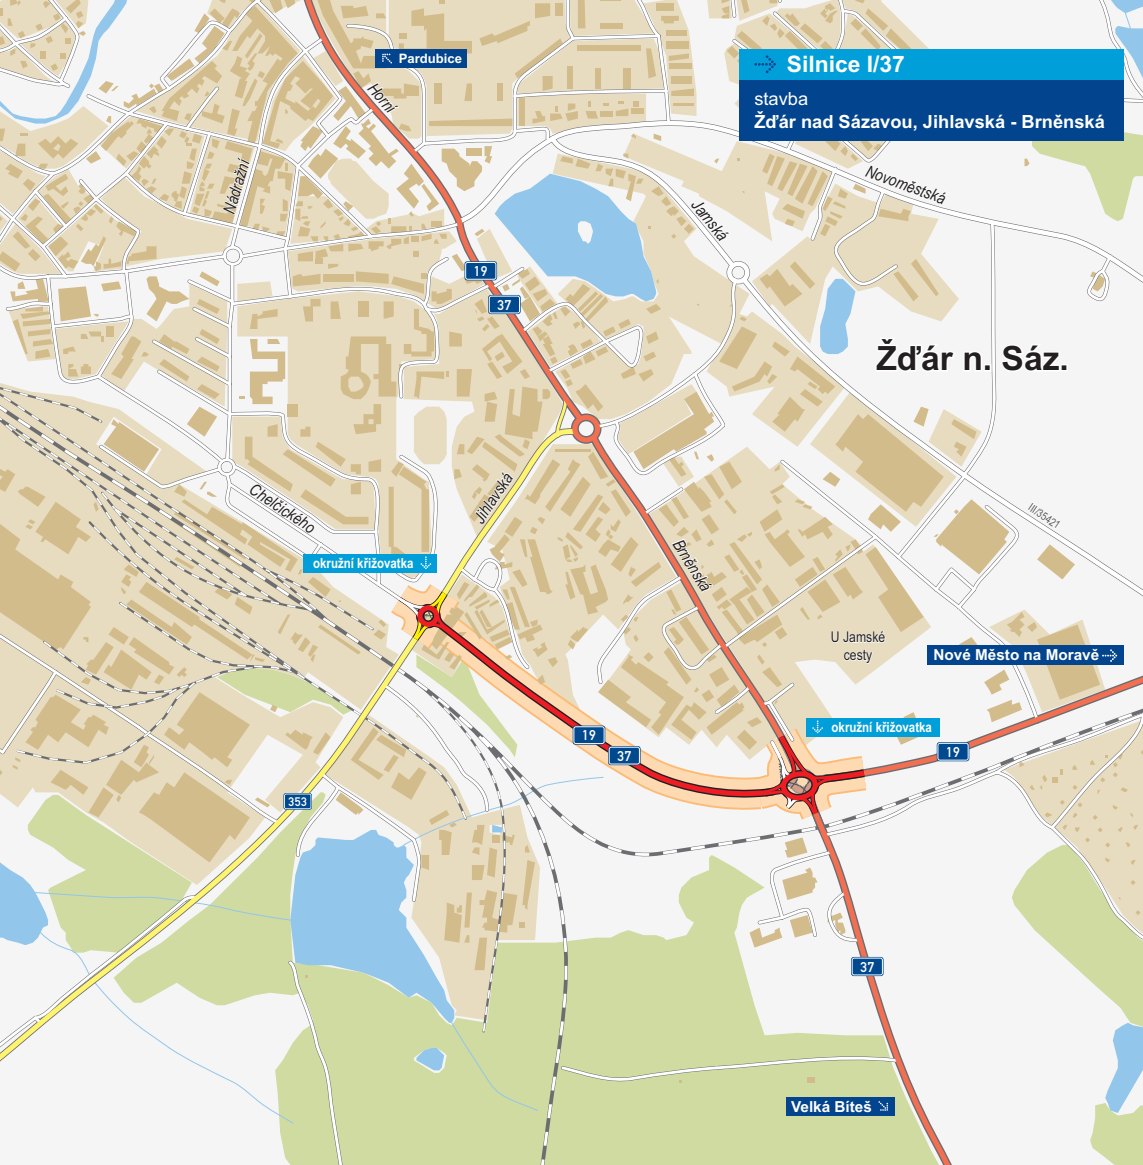 Pardubice
Silnice I/37
stavba
Žďár nad Sázavou, Jihlavská - Brněnská
Horní
Nádražní
Novoměstská
Jamská
19
37
Žďár n. Sáz.
Jihlavská
Chelčického
III/35421
okružní křižovatka
Brněnská
U Jamské
cesty
Nové Město na Moravě
okružní křižovatka
19
37
19
353
37
Velká Bíteš